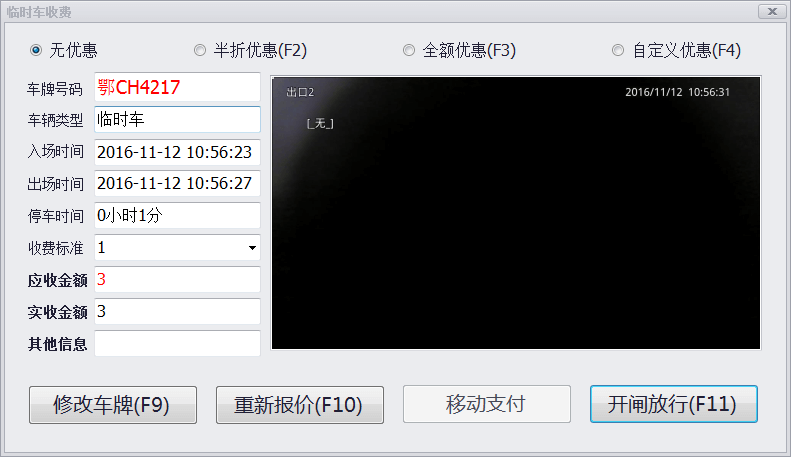 临时车收费
无优惠 半折优惠(F2) 全额优惠(F3) 自定义优惠(F4)
车牌号码 鄂CH4217
车辆类型 临时车
入场时间 2016-11-12 10:56:23
出场时间 2016-11-12 10:56:27
停车时间 0小时1分
收费标准 1
应收金额 3
实收金额 3
其他信息
出口2 2016/11/12 10:56:31
[_无_]
修改车牌(F9) 重新报价(F10) 移动支付 开闸放行(F11)